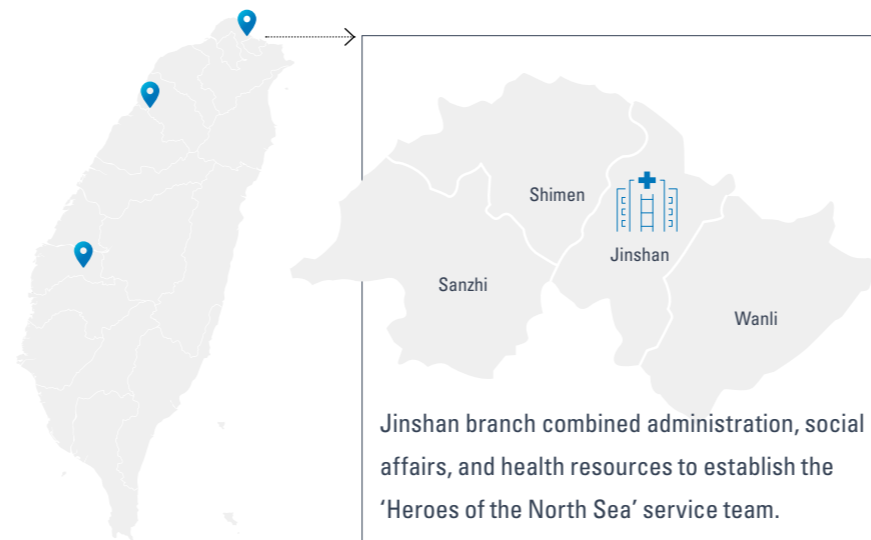 Shimen
Jinshan
Sanzhi
Wanli
Jinshan branch combined administration, social
affairs, and health resources to establish the
‘Heroes of the North Sea’ service team.